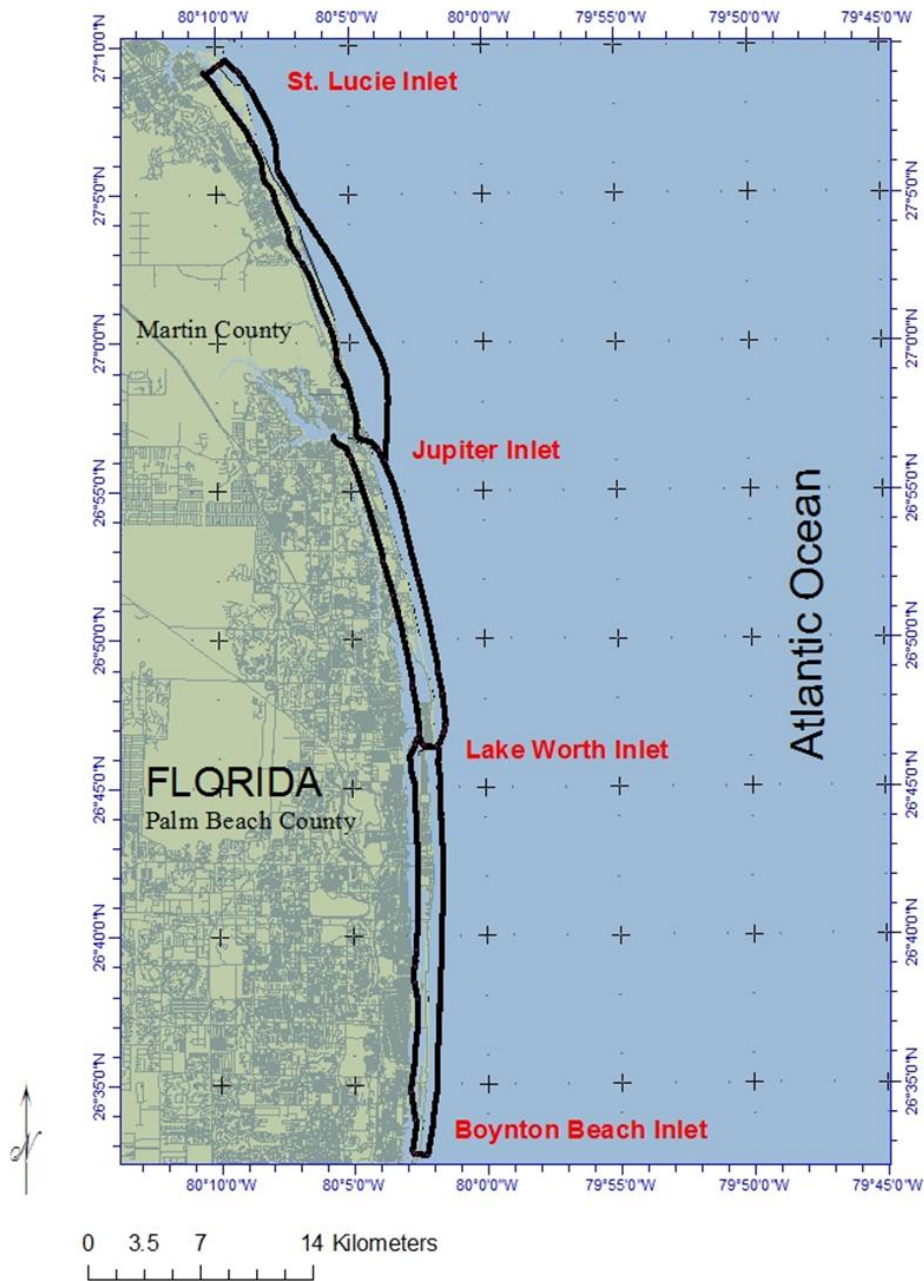 80°10'0"W 80°5'0"W 80°0'0"W 79°55'0"W 79°50'0"W 79°45'0"W
27°10'0"N
St. Lucie Inlet
27°5'0"N 27°5'0"N
Martin County
27°0'0"N 27°0'0"N
Jupiter Inlet
26°55'0"N 26°55'0"N
Atlantic Ocean
26°50'0"N 26°50'0"N
Lake Worth Inlet
FLORIDA
26°45'0"N 26°45'0"N
Palm Beach County
26°40'0"N 26°40'0"N
26°35'0"N 26°35'0"N
Boynton Beach Inlet
N
80°10'0"W 80°5'0"W 80°0'0"W 79°55'0"W 79°50'0"W 79°45'0"W
0 3.5 7 14 Kilometers